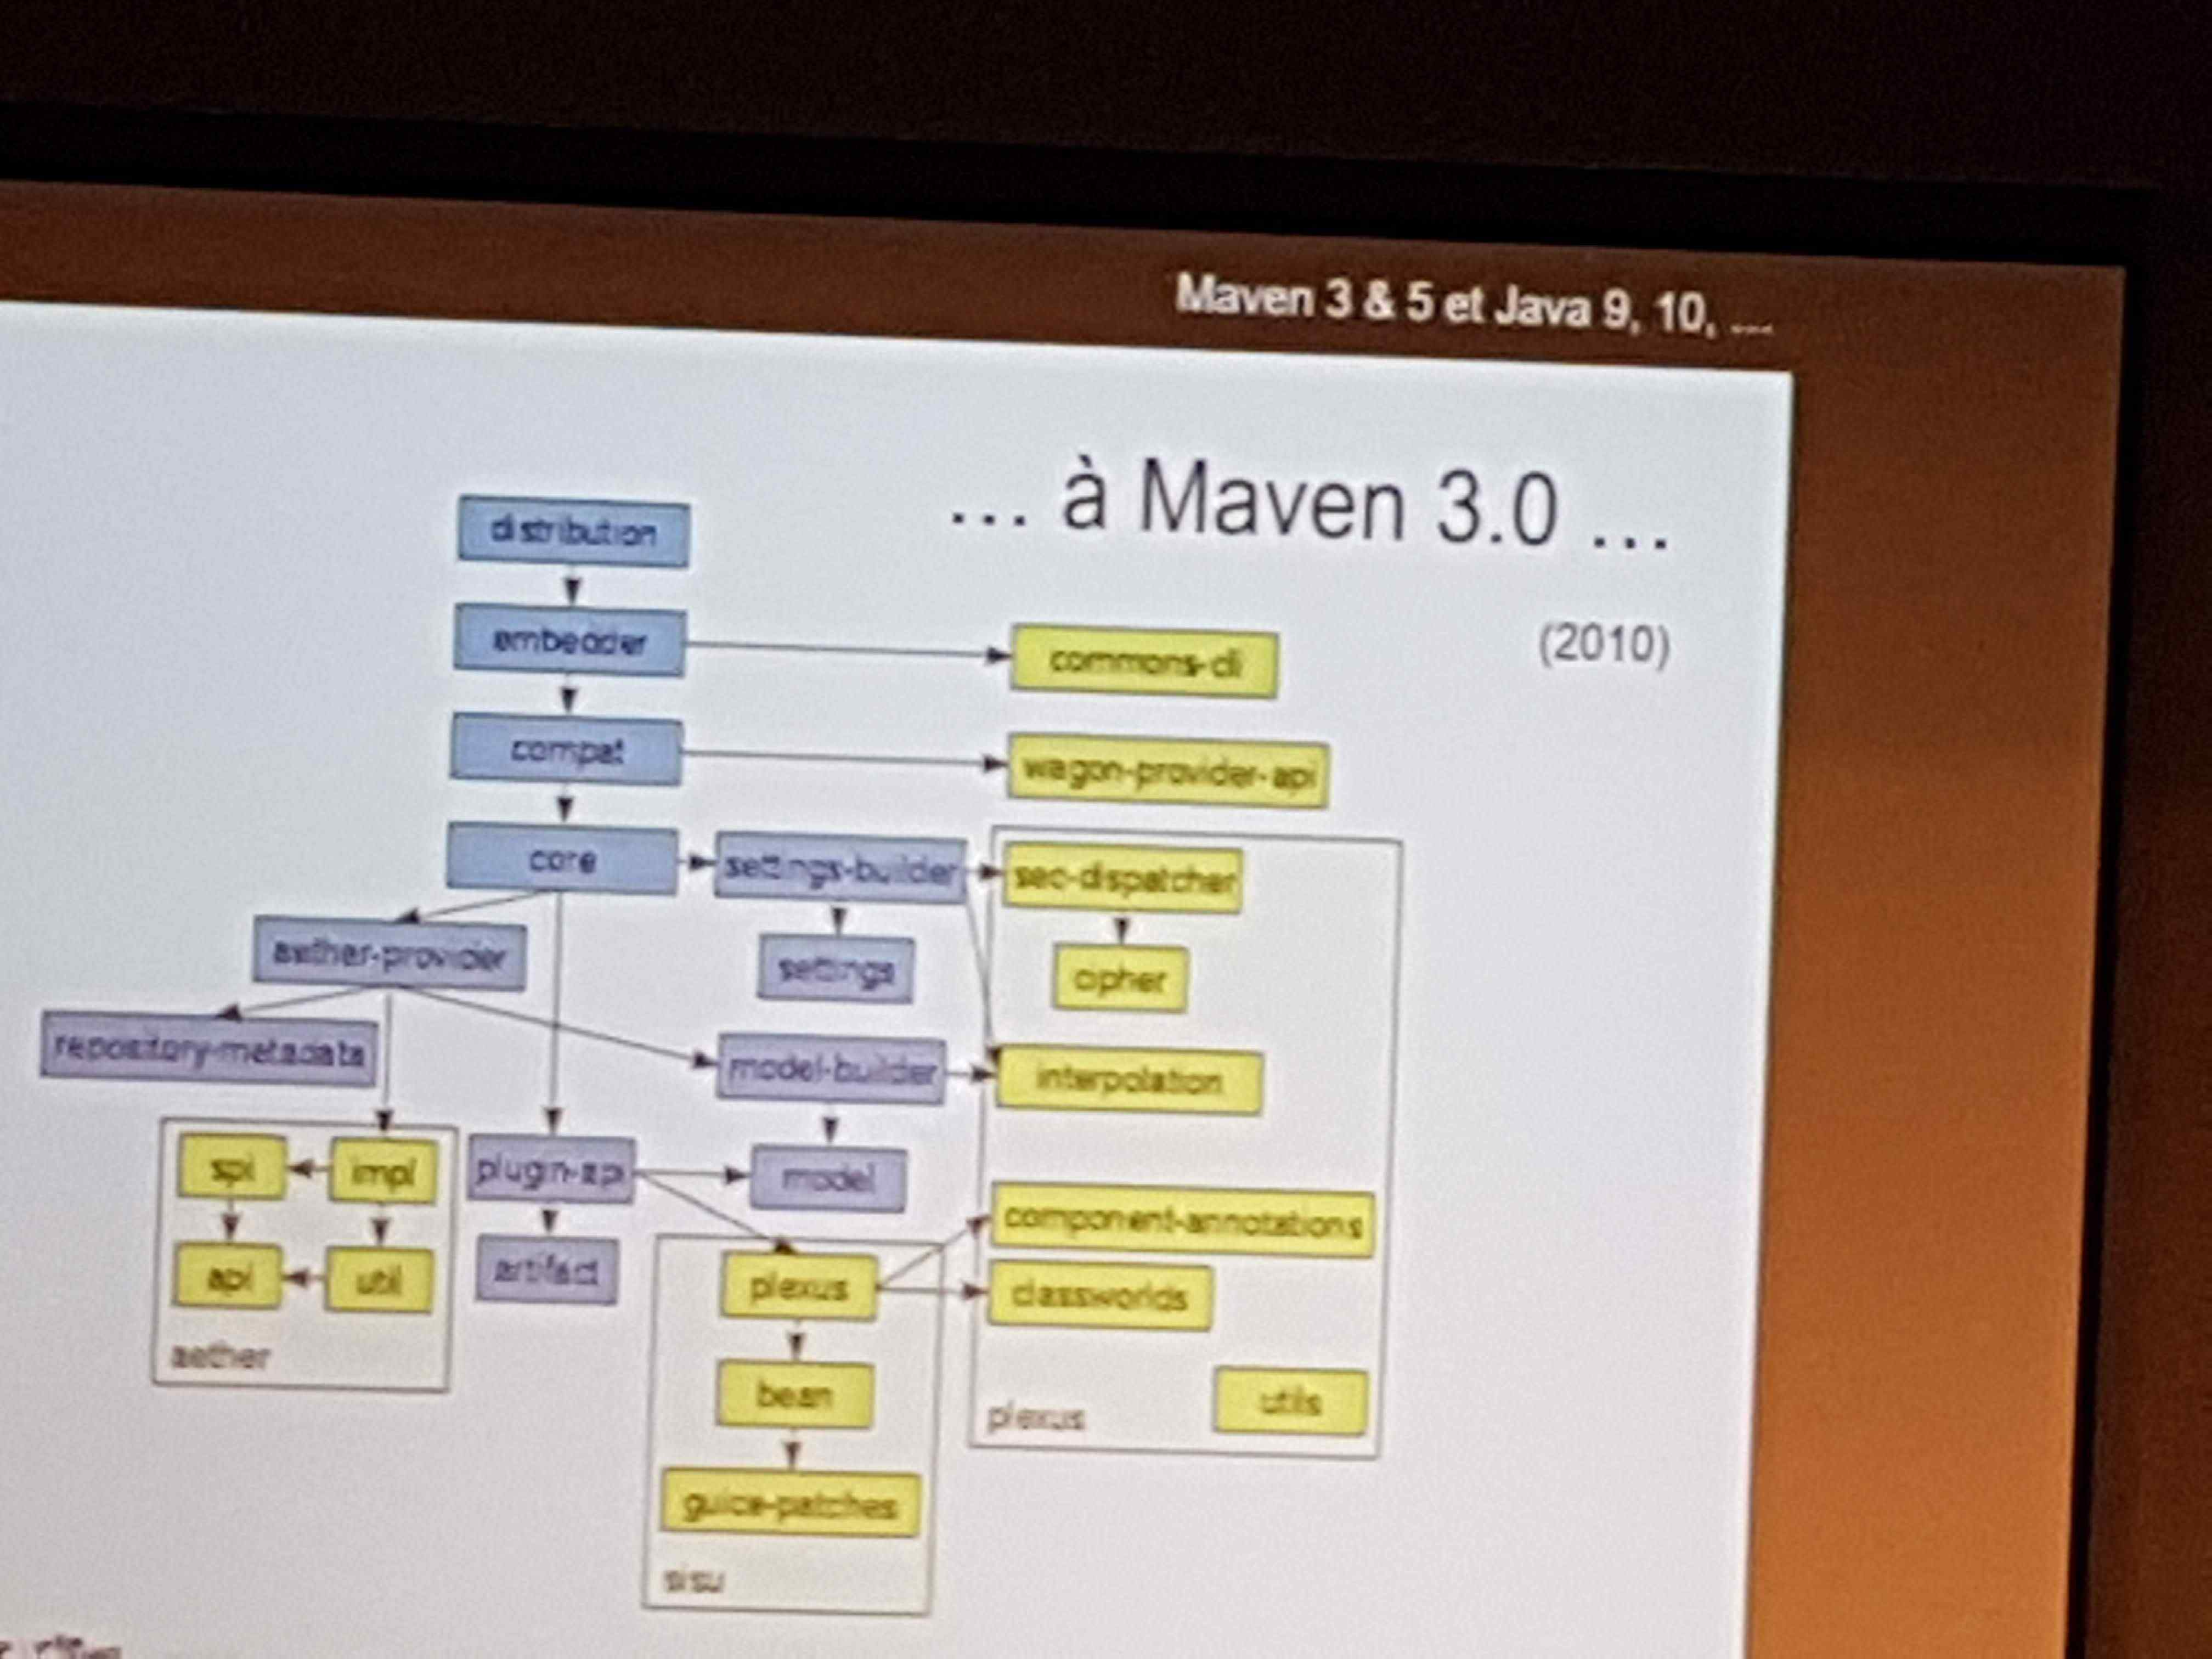 Maven 3 & 5 et Java 9, 10, ...
... à Maven 3.0 ...
(2010)
distribution
embedder
commons-cli
compat
wagon-provider-api
core
settings-builder
sec-dispatcher
aether-provider
settings
cipher
repository-metadata
model-builder
interpolation
spi
impl
plugin-api
model
component-annotations
api
util
artifact
plexus
classworlds
aether
bean
utils
plexus
guice-patches
sisu